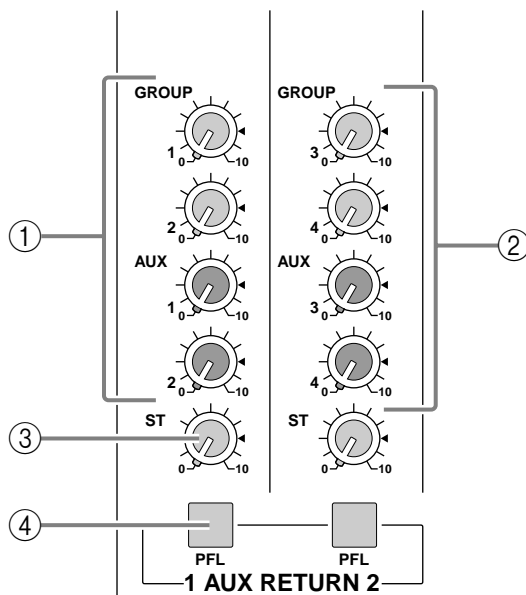 GROUP GROUP
1 0 10 3 0 10
2 0 10 4 0 10
① ②
AUX AUX
1 0 10 3 0 10
2 0 10 4 0 10
ST ST
③ 0 10 0 10
④
PFL PFL
1 AUX RETURN 2